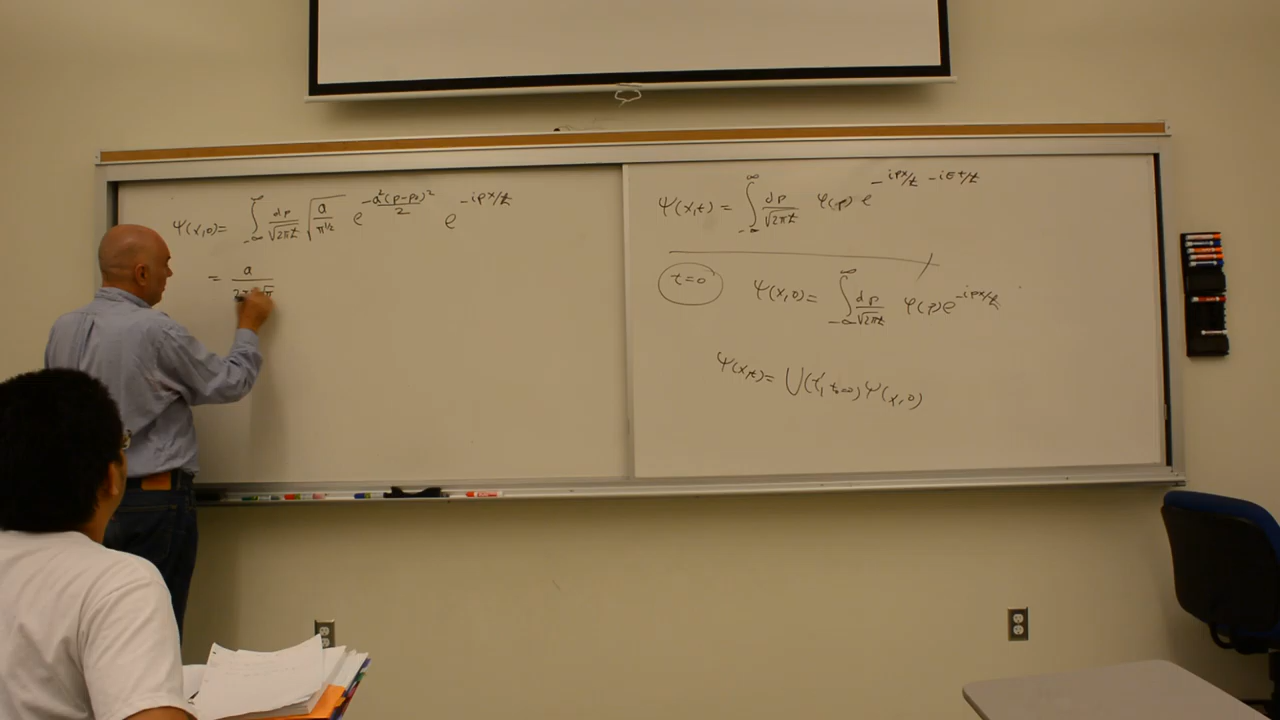 Ψ(x,0) = ∫_{-∞}^{∞} dp/√(2πħ) √(a/π^{1/2}) e^{-a²(p-p₀)²/2} e^{-ipx/ħ}
= a/
Ψ(x,t) = ∫_{-∞}^{∞} dp/√(2πħ) φ(p) e^{-ipx/ħ - iEt/ħ}
t=0 Ψ(x,0) = ∫_{-∞}^{∞} dp/√(2πħ) φ(p) e^{-ipx/ħ}
Ψ(x,t) = U(t, t₀=0) Ψ(x,0)